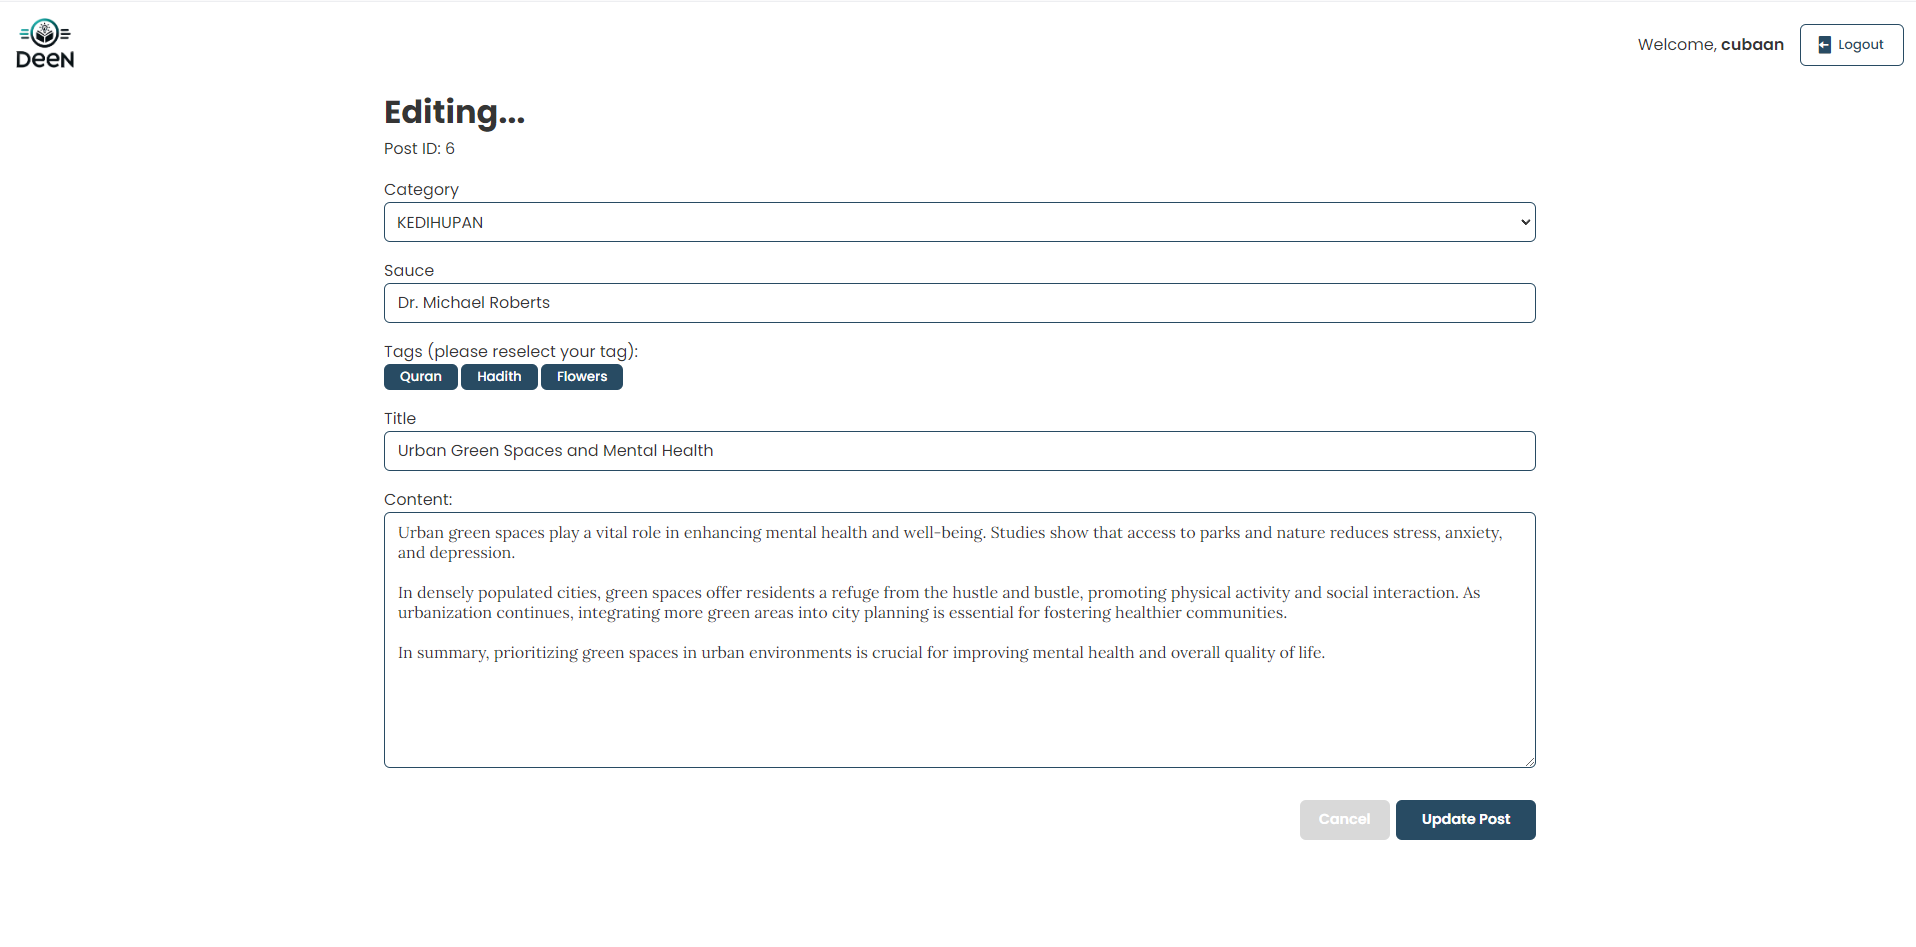 DeeN
Welcome, cubaan
Logout
Editing...
Post ID: 6
Category
KEDIHUPAN
Sauce
Dr. Michael Roberts
Tags (please reselect your tag):
Quran Hadith Flowers
Title
Urban Green Spaces and Mental Health
Content:
Urban green spaces play a vital role in enhancing mental health and well-being. Studies show that access to parks and nature reduces stress, anxiety,
and depression.
In densely populated cities, green spaces offer residents a refuge from the hustle and bustle, promoting physical activity and social interaction. As
urbanization continues, integrating more green areas into city planning is essential for fostering healthier communities.
In summary, prioritizing green spaces in urban environments is crucial for improving mental health and overall quality of life.
Cancel Update Post